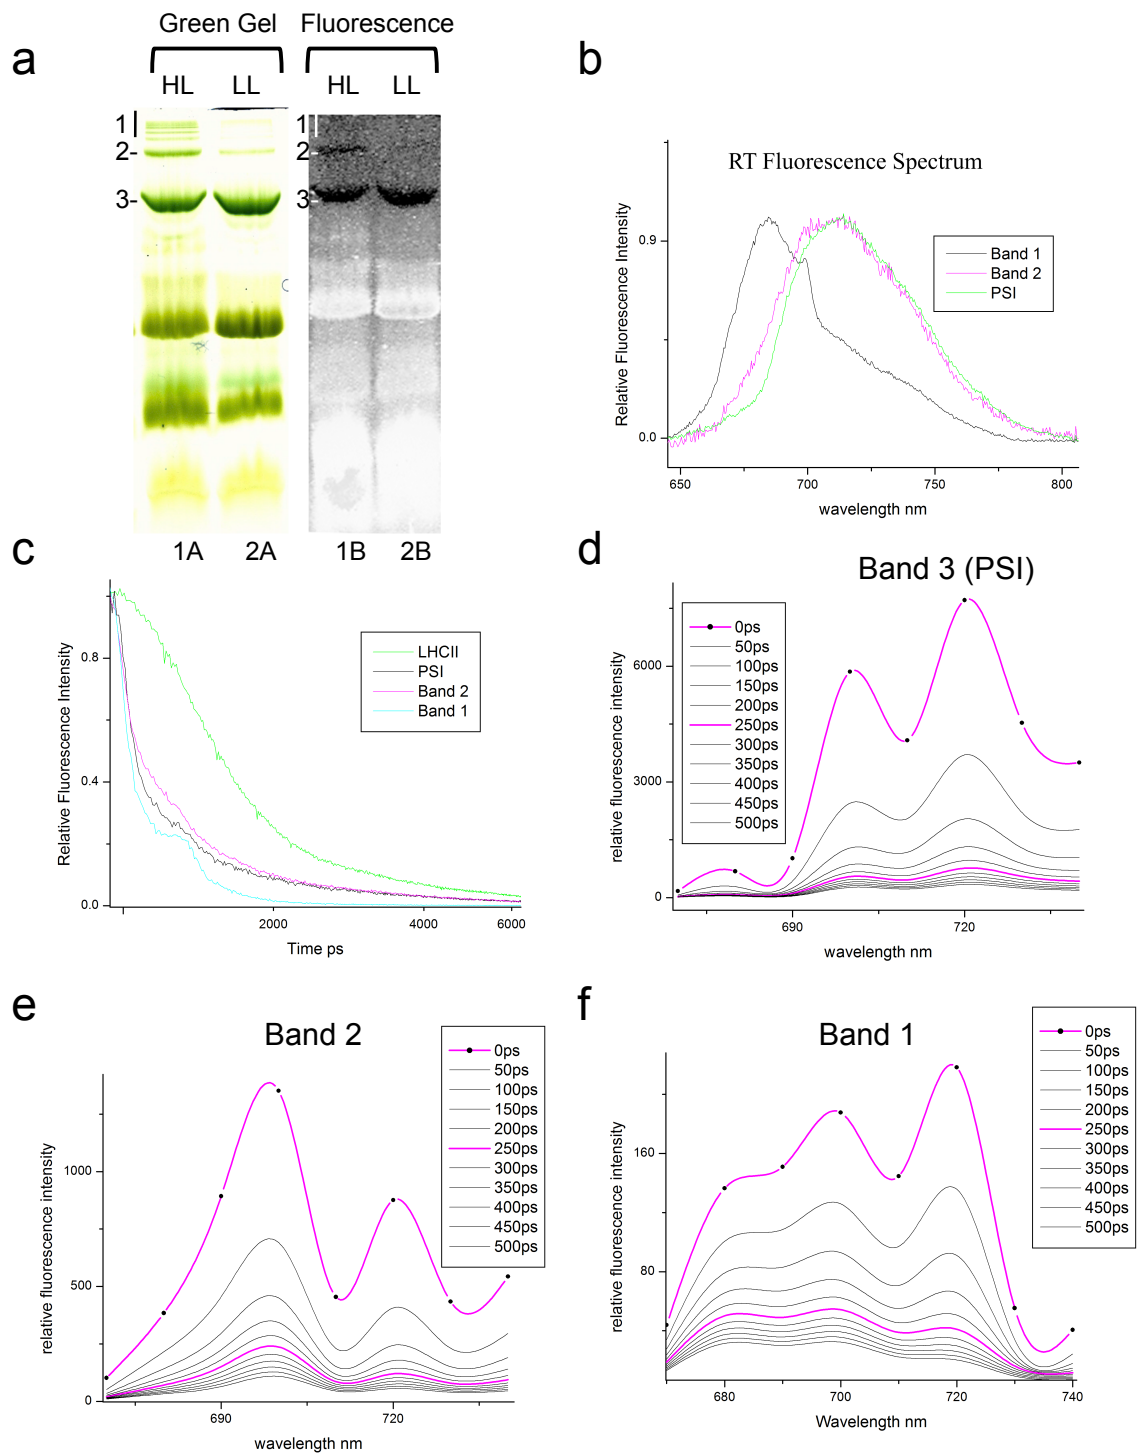 Green Gel Fluorescence
a
HL LL HL LL
1 1
2- 2-
3- 3-
1A 2A 1B 2B
b
RT Fluorescence Spectrum
Relative Fluorescence Intensity
0.9
0.0
Band 1
Band 2
PSI
650 700 750 800
wavelength nm
c
Relative Fluorescence Intensity
0.8
0.4
0.0
LHCII
PSI
Band 2
Band 1
2000 4000 6000
Time ps
d
Band 3 (PSI)
relative fluorescence intensity
6000
3000
0
0ps
50ps
100ps
150ps
200ps
250ps
300ps
350ps
400ps
450ps
500ps
690 720
wavelength nm
e
Band 2
relative fluorescence intensity
1000
500
0
0ps
50ps
100ps
150ps
200ps
250ps
300ps
350ps
400ps
450ps
500ps
690 720
wavelength nm
f
Band 1
relative fluorescence intensity
160
80
0ps
50ps
100ps
150ps
200ps
250ps
300ps
350ps
400ps
450ps
500ps
680 700 720 740
Wavelength nm